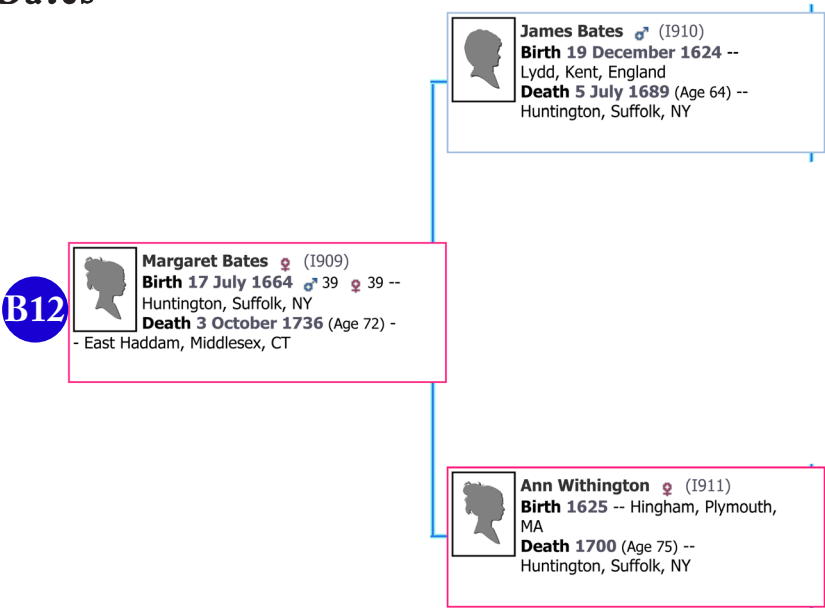 James Bates ♂ (I910)
Birth 19 December 1624 --
Lydd, Kent, England
Death 5 July 1689 (Age 64) --
Huntington, Suffolk, NY
B12
Margaret Bates ♀ (I909)
Birth 17 July 1664 ♂ 39 ♀ 39 --
Huntington, Suffolk, NY
Death 3 October 1736 (Age 72) -
- East Haddam, Middlesex, CT
Ann Withington ♀ (I911)
Birth 1625 -- Hingham, Plymouth,
MA
Death 1700 (Age 75) --
Huntington, Suffolk, NY